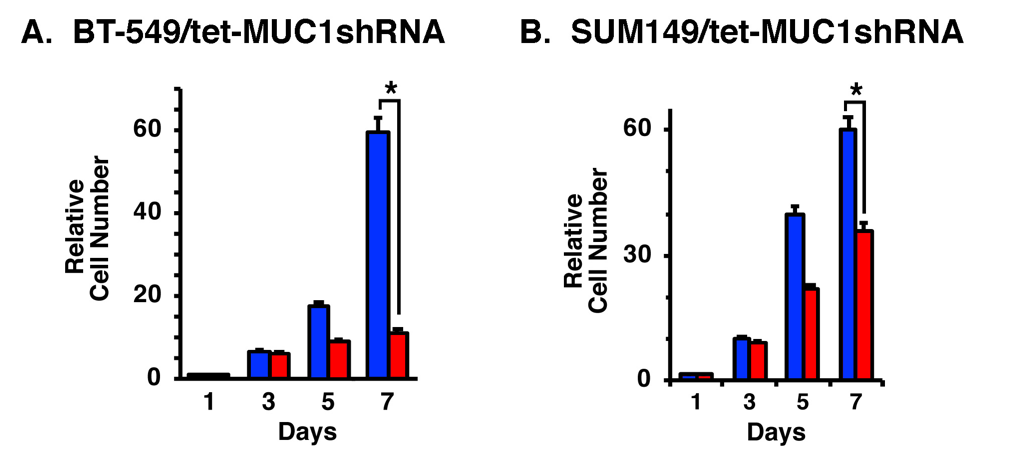 A. BT-549/tet-MUC1shRNA
*
60
40
20
0
Relative
Cell Number
1 3 5 7
Days
B. SUM149/tet-MUC1shRNA
*
60
30
0
Relative
Cell Number
1 3 5 7
Days